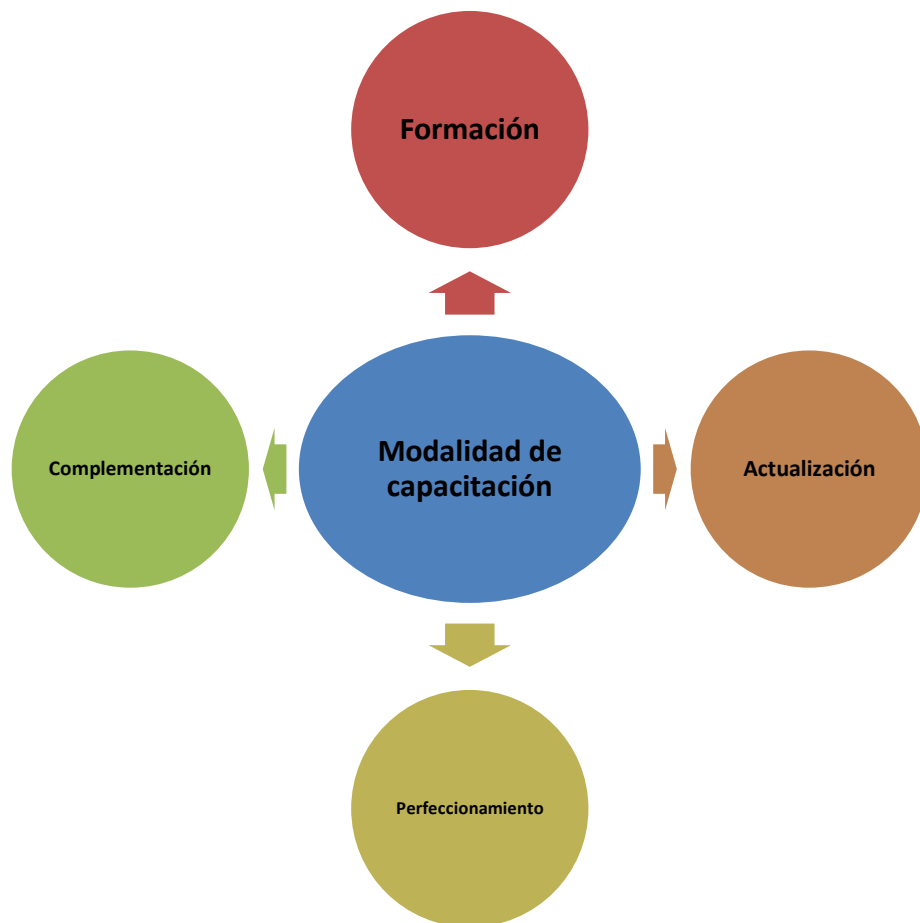 Formación
Complementación
Modalidad de
capacitación
Actualización
Perfeccionamiento